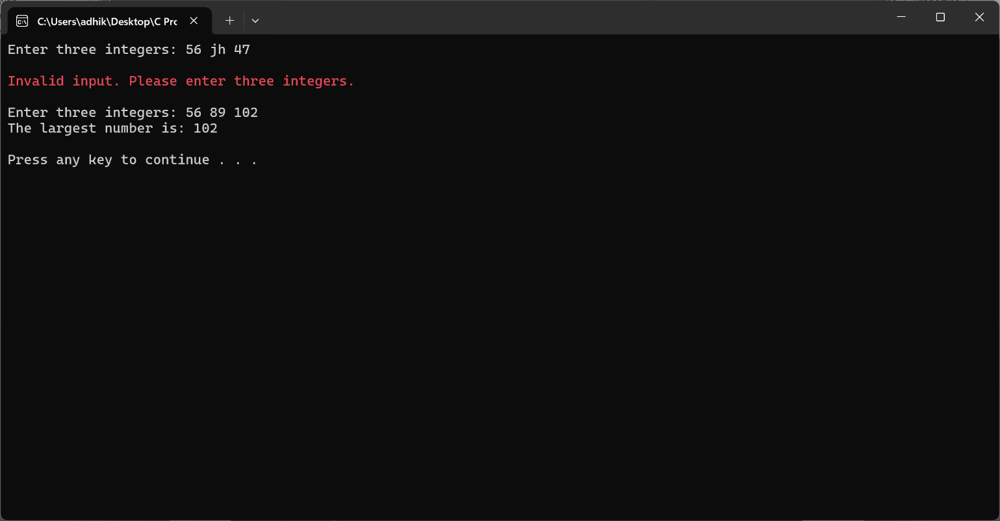 C:\Users\adhik\Desktop\C Prc
Enter three integers: 56 jh 47
Invalid input. Please enter three integers.
Enter three integers: 56 89 102
The largest number is: 102
Press any key to continue . . .